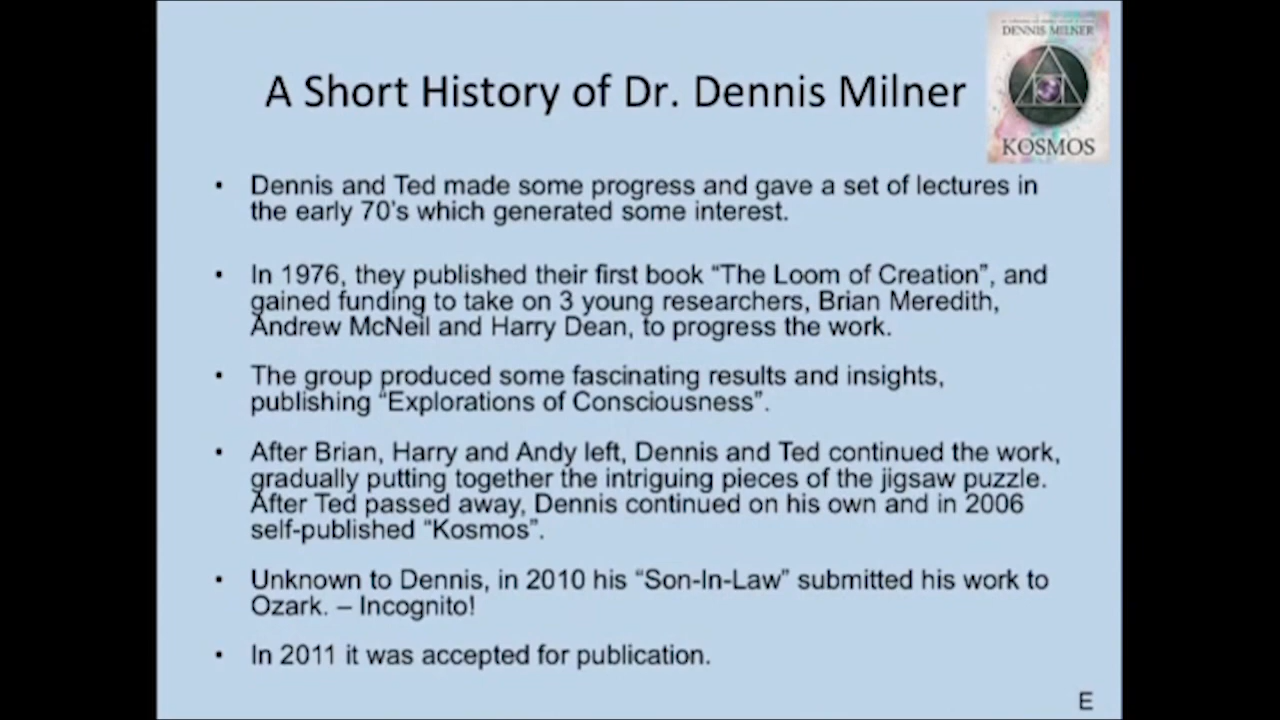 DENNIS MILNER
KOSMOS
A Short History of Dr. Dennis Milner
• Dennis and Ted made some progress and gave a set of lectures in
the early 70's which generated some interest.
• In 1976, they published their first book “The Loom of Creation”, and
gained funding to take on 3 young researchers, Brian Meredith,
Andrew McNeil and Harry Dean, to progress the work.
• The group produced some fascinating results and insights,
publishing “Explorations of Consciousness”.
• After Brian, Harry and Andy left, Dennis and Ted continued the work,
gradually putting together the intriguing pieces of the jigsaw puzzle.
After Ted passed away, Dennis continued on his own and in 2006
self-published “Kosmos”.
• Unknown to Dennis, in 2010 his “Son-In-Law” submitted his work to
Ozark. – Incognito!
• In 2011 it was accepted for publication.
E